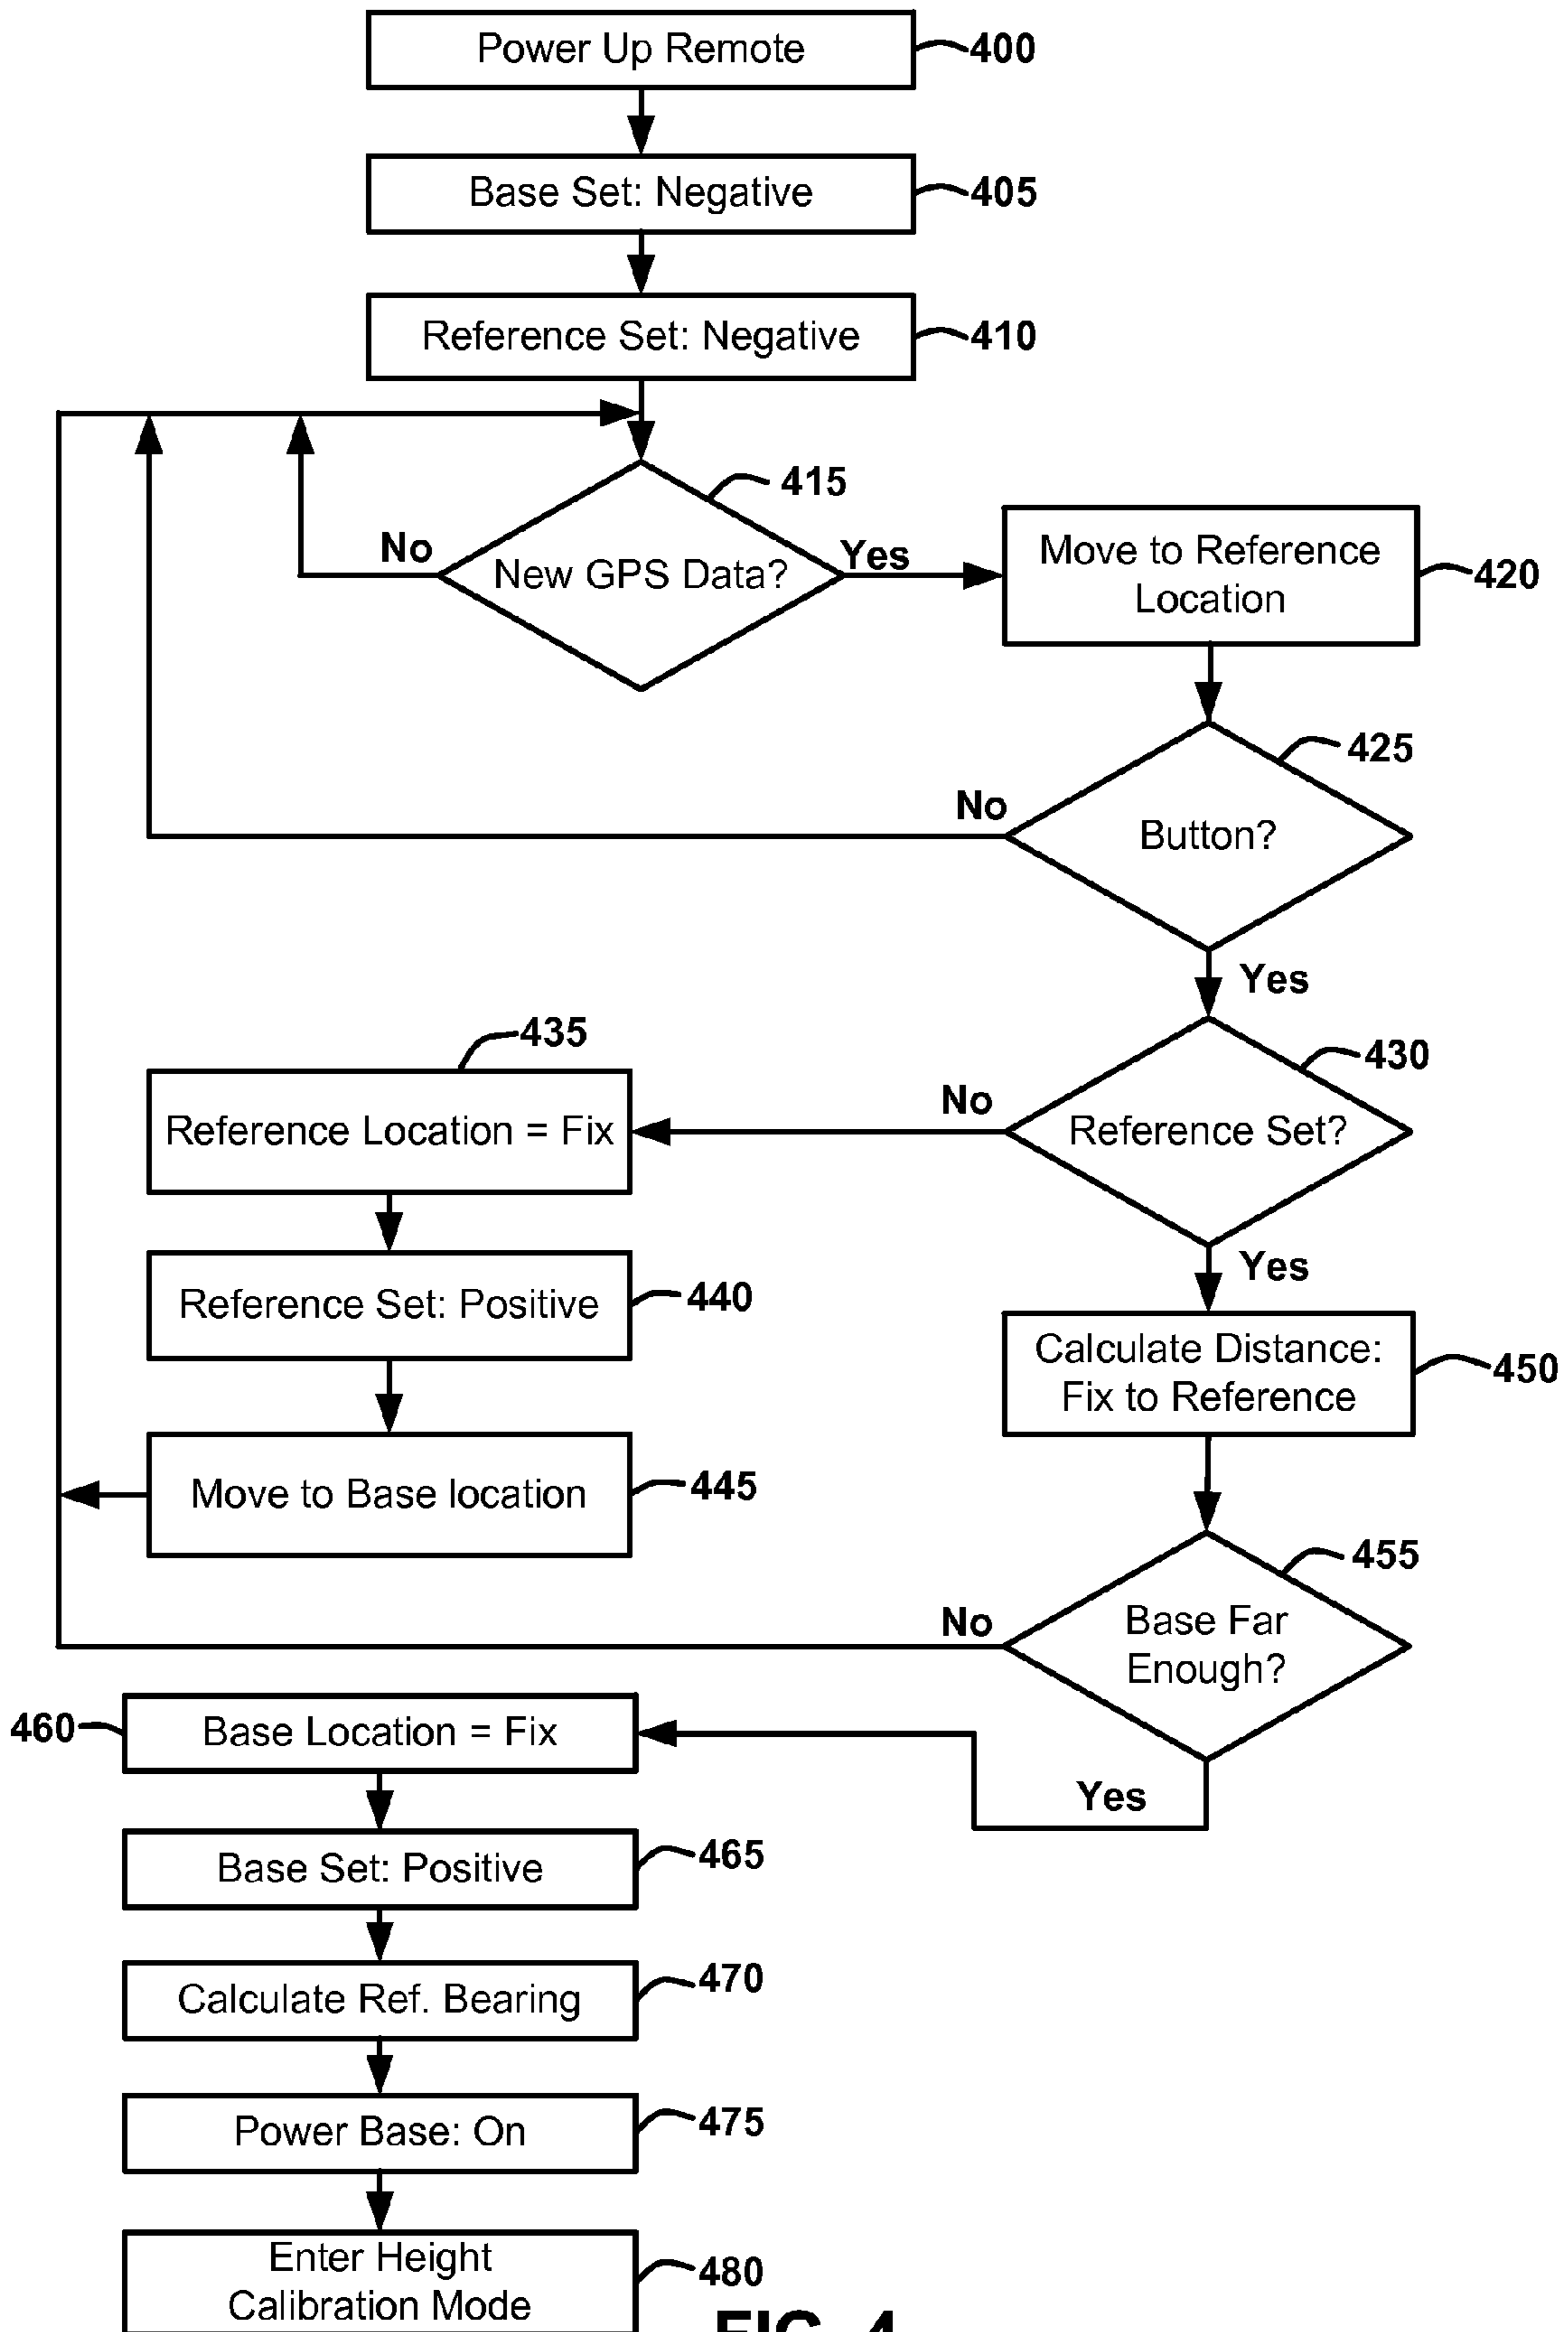 Power Up Remote
400
Base Set: Negative
405
Reference Set: Negative
410
415
No
New GPS Data?
Yes
Move to Reference
Location
420
425
No
Button?
Yes
435
430
Reference Location = Fix
No
Reference Set?
Yes
Reference Set: Positive
440
Calculate Distance:
Fix to Reference
450
Move to Base location
445
455
No
Base Far
Enough?
460
Base Location = Fix
Yes
Base Set: Positive
465
Calculate Ref. Bearing
470
Power Base: On
475
Enter Height
Calibration Mode
480
FIG. 4